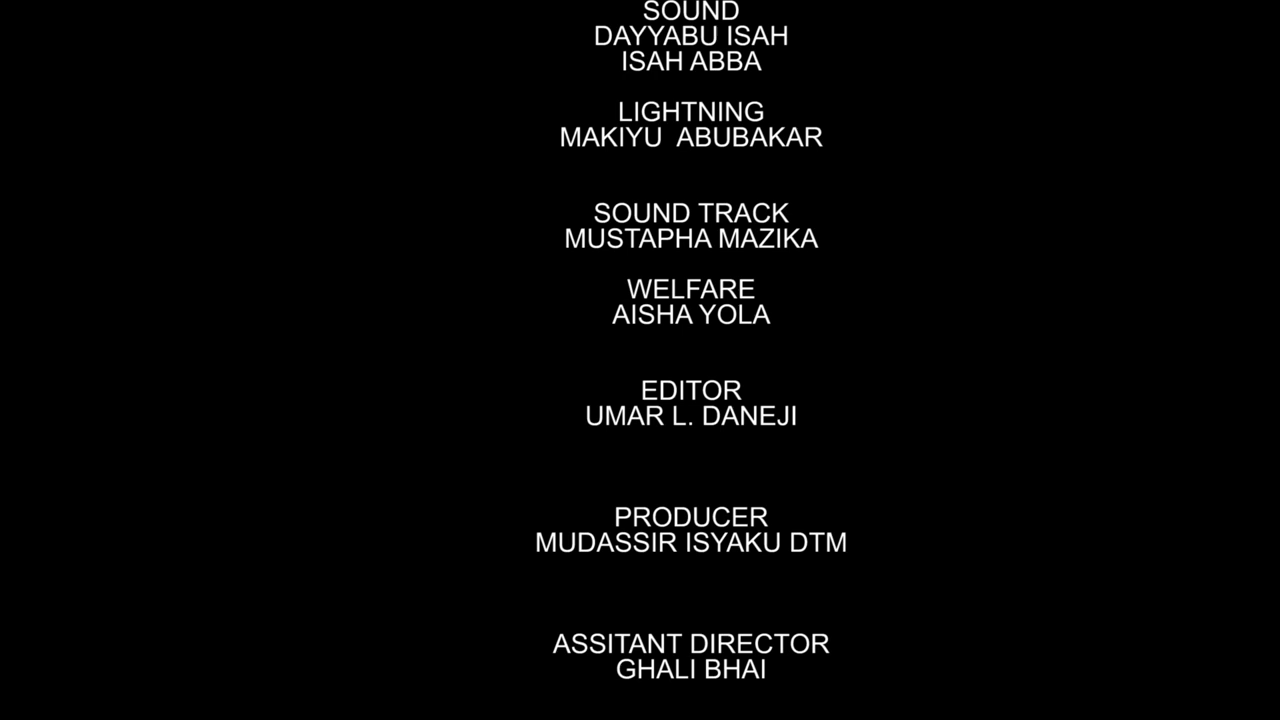 SOUND
DAYYABU ISAH
ISAH ABBA
LIGHTNING
MAKIYU  ABUBAKAR
SOUND TRACK
MUSTAPHA MAZIKA
WELFARE
AISHA YOLA
EDITOR
UMAR L. DANEJI
PRODUCER
MUDASSIR ISYAKU DTM
ASSITANT DIRECTOR
GHALI BHAI